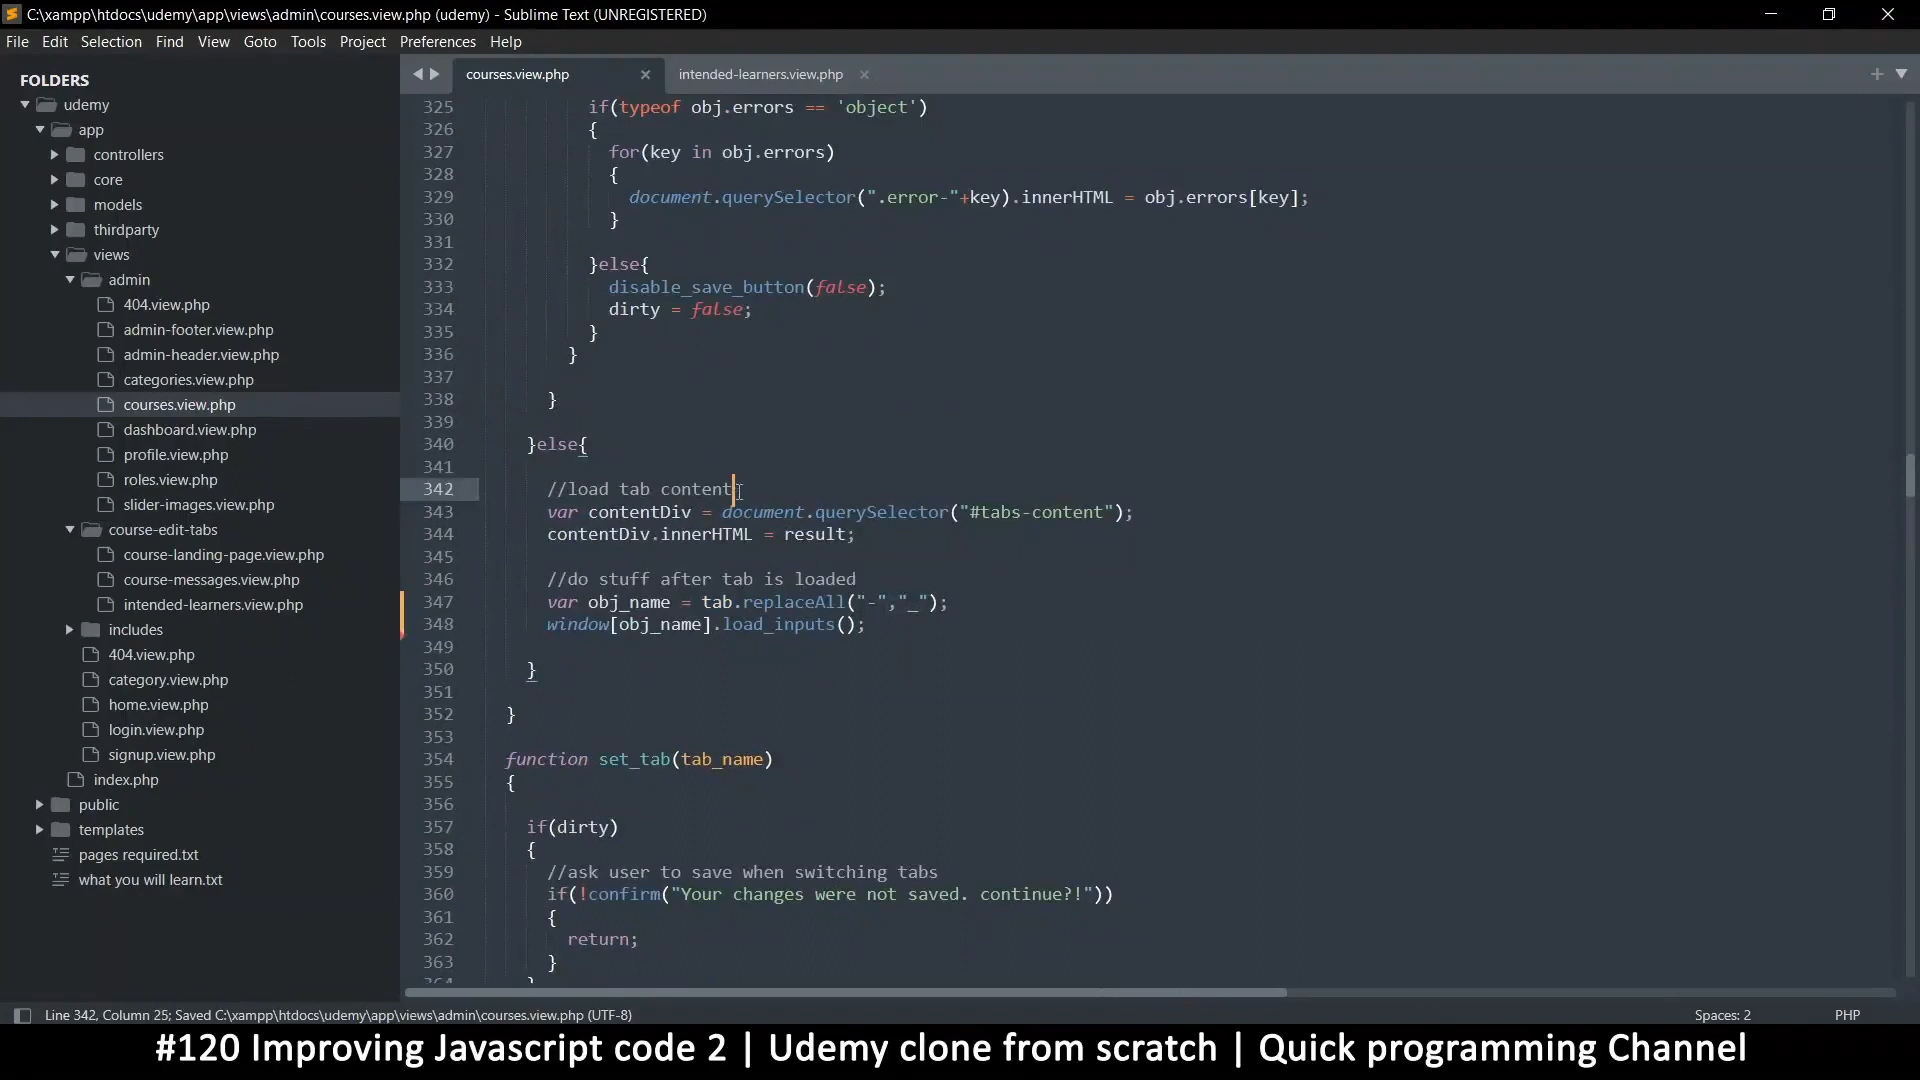 C:\xampp\htdocs\udemy\app\views\admin\courses.view.php (udemy) - Sublime Text (UNREGISTERED)
File Edit Selection Find View Goto Tools Project Preferences Help
FOLDERS
udemy
app
controllers
core
models
thirdparty
views
admin
404.view.php
admin-footer.view.php
admin-header.view.php
categories.view.php
courses.view.php
dashboard.view.php
profile.view.php
roles.view.php
slider-images.view.php
course-edit-tabs
course-landing-page.view.php
course-messages.view.php
intended-learners.view.php
includes
404.view.php
category.view.php
home.view.php
login.view.php
signup.view.php
index.php
public
templates
pages required.txt
what you will learn.txt
courses.view.php intended-learners.view.php
325 if(typeof obj.errors == 'object')
326 {
327 for(key in obj.errors)
328 {
329 document.querySelector(".error-"+key).innerHTML = obj.errors[key];
330 }
331
332 }else{
333 disable_save_button(false);
334 dirty = false;
335 }
336 }
337
338 }
339
340 }else{
341
342 //load tab content
343 var contentDiv = document.querySelector("#tabs-content");
344 contentDiv.innerHTML = result;
345
346 //do stuff after tab is loaded
347 var obj_name = tab.replaceAll("-","_");
348 window[obj_name].load_inputs();
349
350 }
351
352 }
353
354 function set_tab(tab_name)
355 {
356
357 if(dirty)
358 {
359 //ask user to save when switching tabs
360 if(!confirm("Your changes were not saved. continue?!"))
361 {
362 return;
363 }
364 }
Line 342, Column 25; Saved C:\xampp\htdocs\udemy\app\views\admin\courses.view.php (UTF-8) Spaces: 2 PHP
#120 Improving Javascript code 2 | Udemy clone from scratch | Quick programming Channel